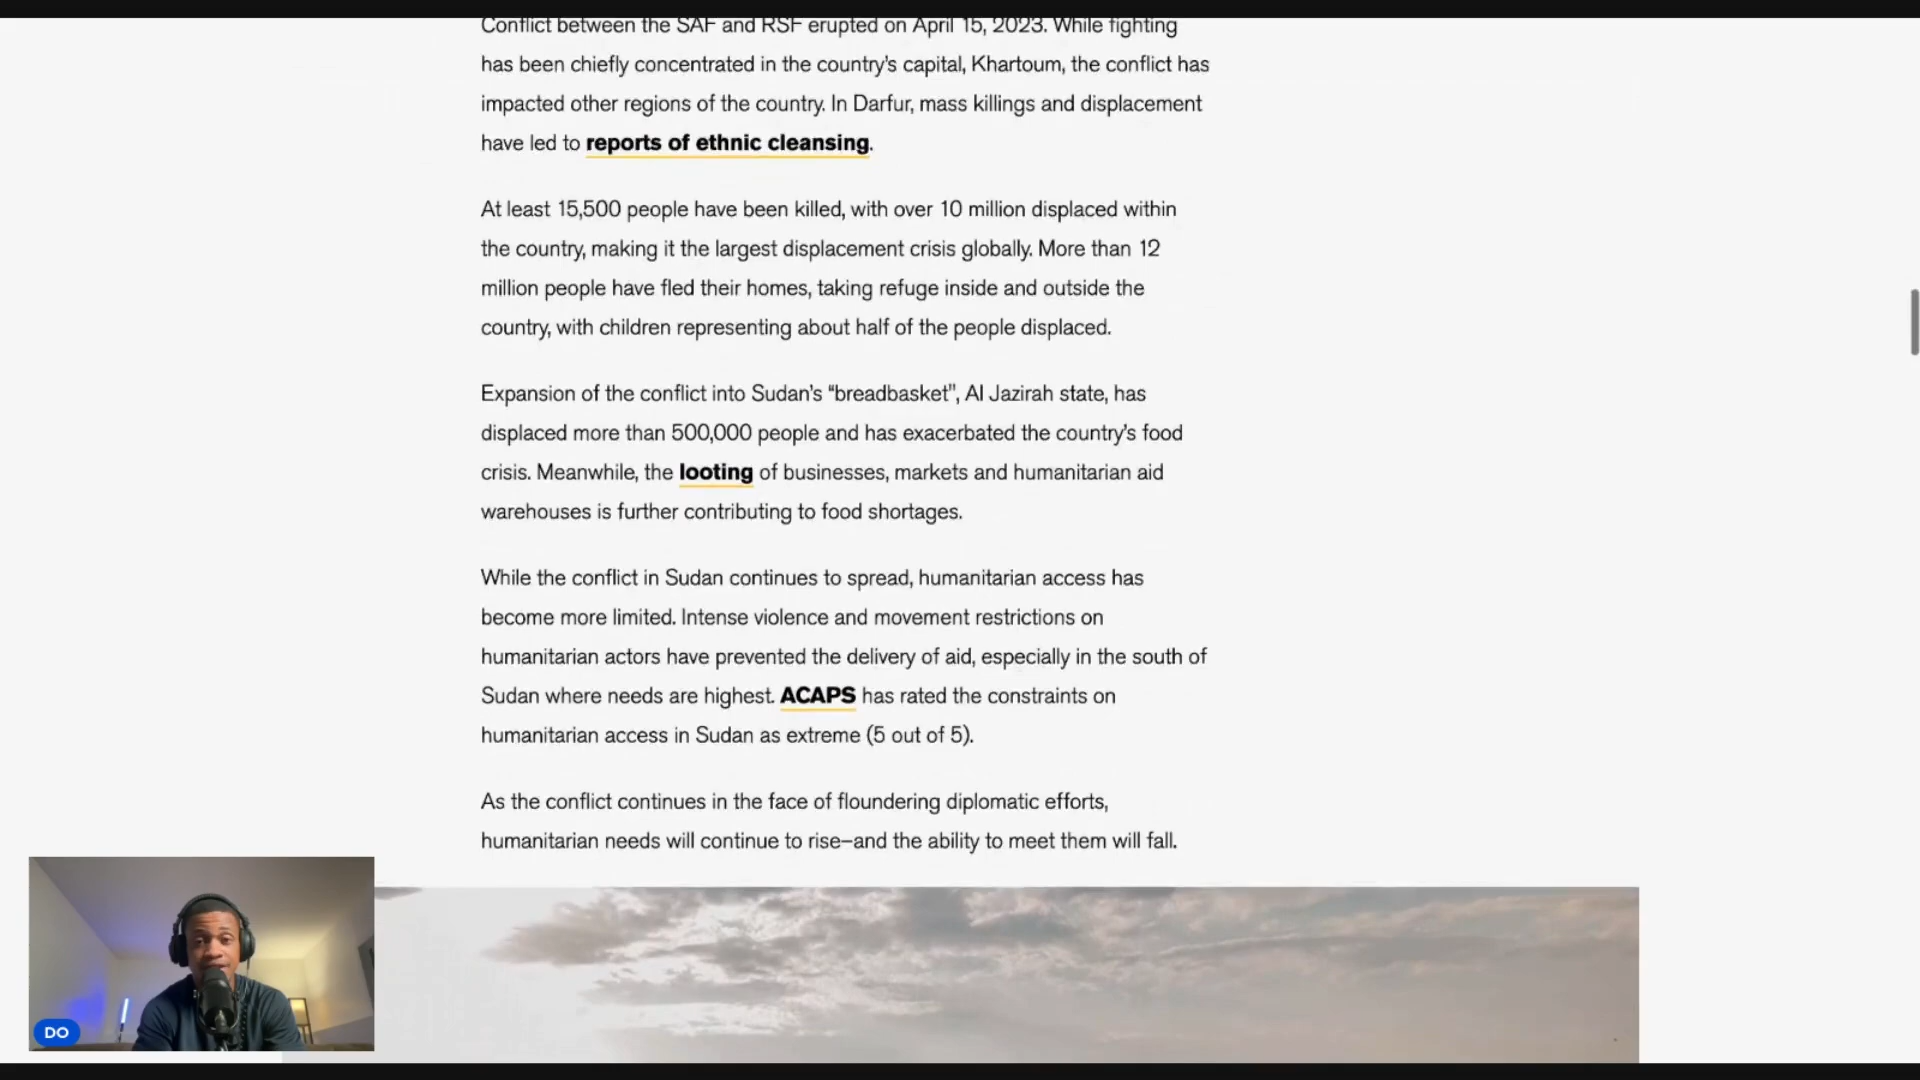 Conflict between the SAF and RSF erupted on April 15, 2023. While fighting
has been chiefly concentrated in the country's capital, Khartoum, the conflict has
impacted other regions of the country. In Darfur, mass killings and displacement
have led to reports of ethnic cleansing.
At least 15,500 people have been killed, with over 10 million displaced within
the country, making it the largest displacement crisis globally. More than 12
million people have fled their homes, taking refuge inside and outside the
country, with children representing about half of the people displaced.
Expansion of the conflict into Sudan's “breadbasket”, Al Jazirah state, has
displaced more than 500,000 people and has exacerbated the country's food
crisis. Meanwhile, the looting of businesses, markets and humanitarian aid
warehouses is further contributing to food shortages.
While the conflict in Sudan continues to spread, humanitarian access has
become more limited. Intense violence and movement restrictions on
humanitarian actors have prevented the delivery of aid, especially in the south of
Sudan where needs are highest. ACAPS has rated the constraints on
humanitarian access in Sudan as extreme (5 out of 5).
As the conflict continues in the face of floundering diplomatic efforts,
humanitarian needs will continue to rise–and the ability to meet them will fall.
DO